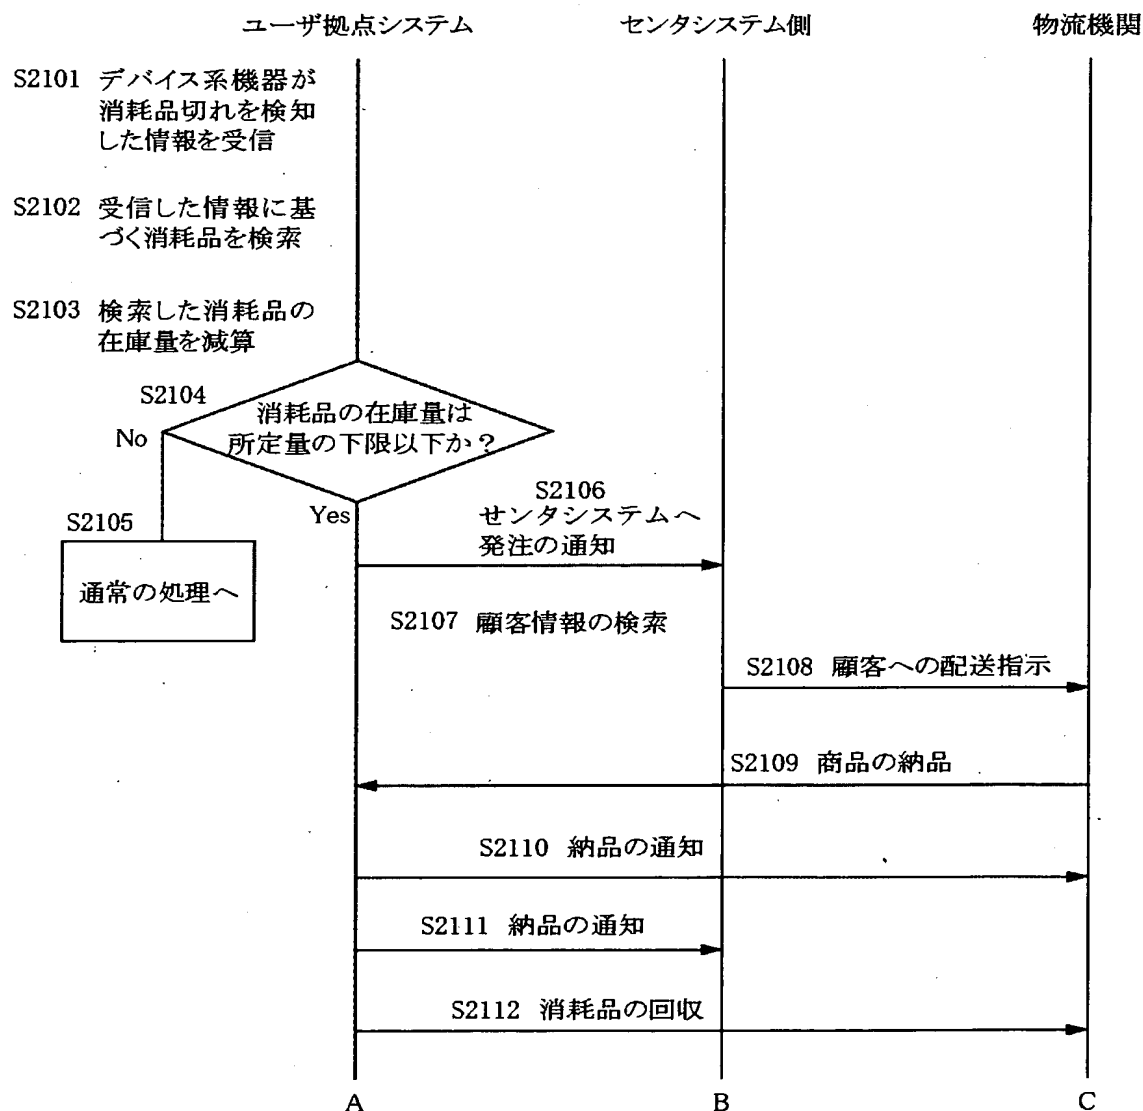 ユーザ拠点システム
センタシステム側
物流機関
S2101 デバイス系機器が
消耗品切れを検知
した情報を受信
S2102 受信した情報に基
づく消耗品を検索
S2103 検索した消耗品の
在庫量を減算
S2104
消耗品の在庫量は
所定量の下限以下か?
No
Yes
S2105
通常の処理へ
S2106
せンタシステムへ
発注の通知
S2107 顧客情報の検索
S2108 顧客への配送指示
S2109 商品の納品
S2110 納品の通知
S2111 納品の通知
S2112 消耗品の回収
A
B
C